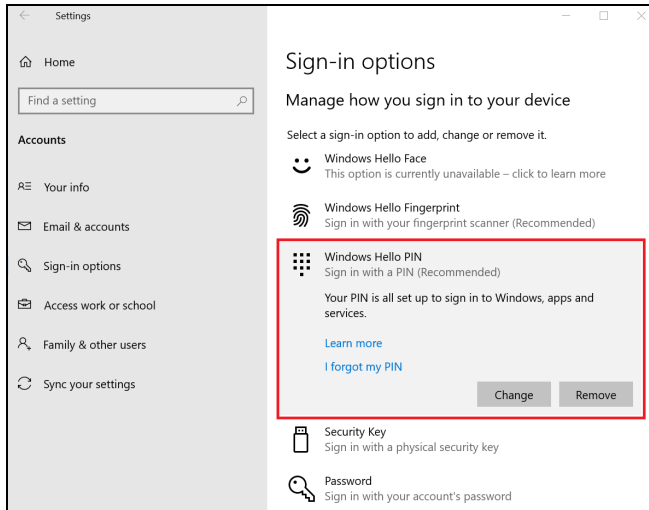 Settings
Home
Find a setting
Accounts
Your info
Email & accounts
Sign-in options
Access work or school
Family & other users
Sync your settings
Sign-in options
Manage how you sign in to your device
Select a sign-in option to add, change or remove it.
Windows Hello Face
This option is currently unavailable – click to learn more
Windows Hello Fingerprint
Sign in with your fingerprint scanner (Recommended)
Windows Hello PIN
Sign in with a PIN (Recommended)
Your PIN is all set up to sign in to Windows, apps and
services.
Learn more
I forgot my PIN
Change Remove
Security Key
Sign in with a physical security key
Password
Sign in with your account's password